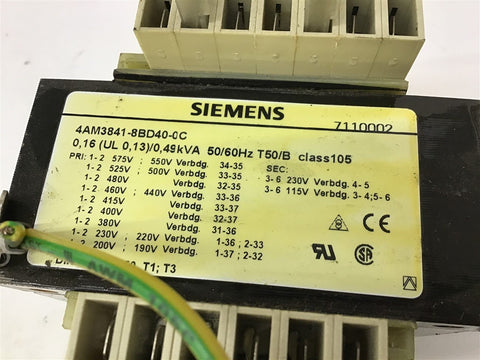 SIEMENS
7110002
4AM3841-8BD40-0C
0,16 (UL 0,13)/0,49kVA 50/60Hz T50/B class105
PRI: 1-2 575V ; 550V Verbdg. 34-35 SEC:
1-2 525V ; 500V Verbdg. 33-35 3-6 230V Verbdg. 4-5
1-2 480V Verbdg. 32-35 3-6 115V Verbdg. 3-4;5-6
1-2 460V ; 440V Verbdg. 33-36
1-2 415V Verbdg. 33-37
1-2 400V Verbdg. 32-37
1-2 380V Verbdg. 31-36
1-2 230V ; 220V Verbdg. 1-36 ; 2-33
1-2 200V ; 190V Verbdg. 1-37 ; 2-32
T1; T3
AWM